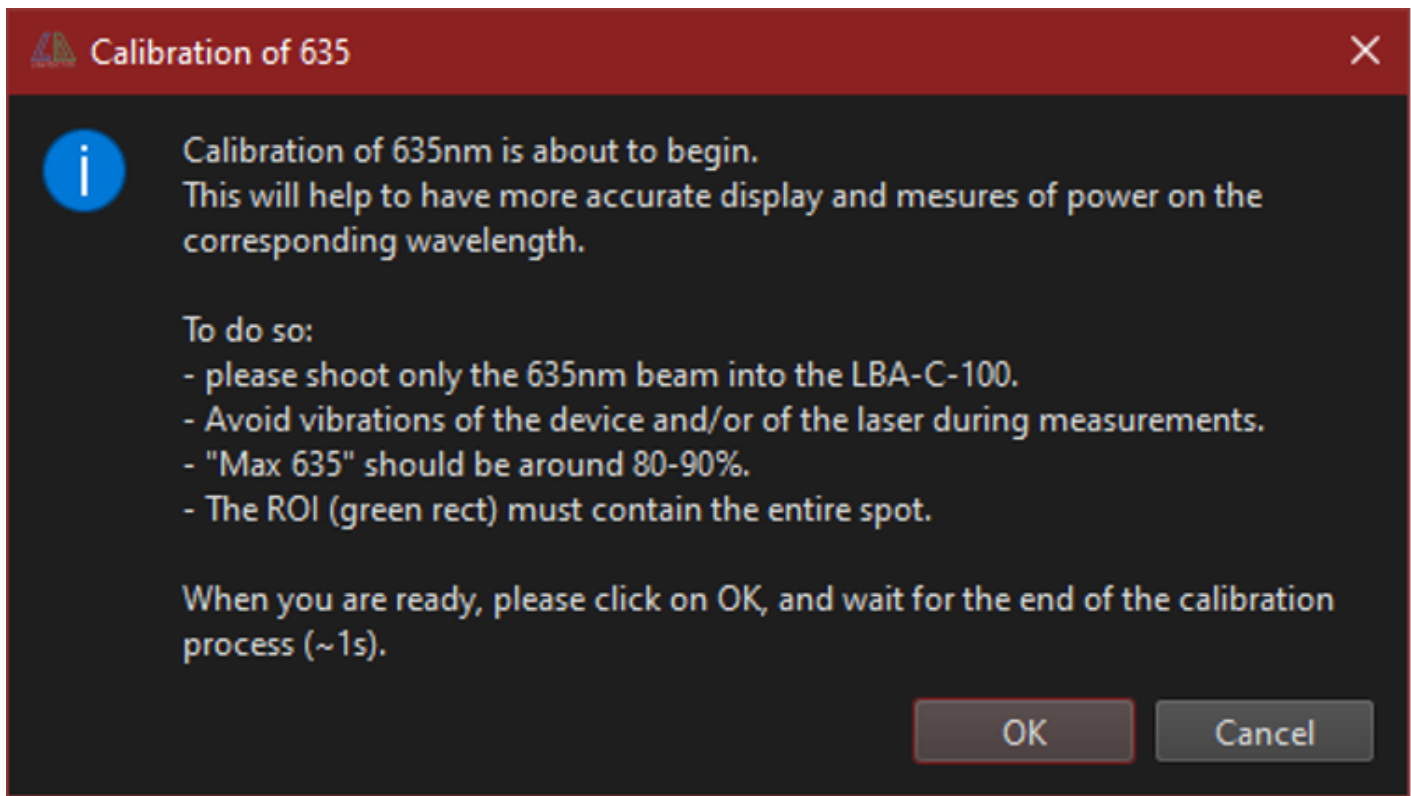 Calibration of 635
Calibration of 635nm is about to begin.
This will help to have more accurate display and mesures of power on the
corresponding wavelength.
To do so:
- please shoot only the 635nm beam into the LBA-C-100.
- Avoid vibrations of the device and/or of the laser during measurements.
- "Max 635" should be around 80-90%.
- The ROI (green rect) must contain the entire spot.
When you are ready, please click on OK, and wait for the end of the calibration
process (~1s).
OK
Cancel